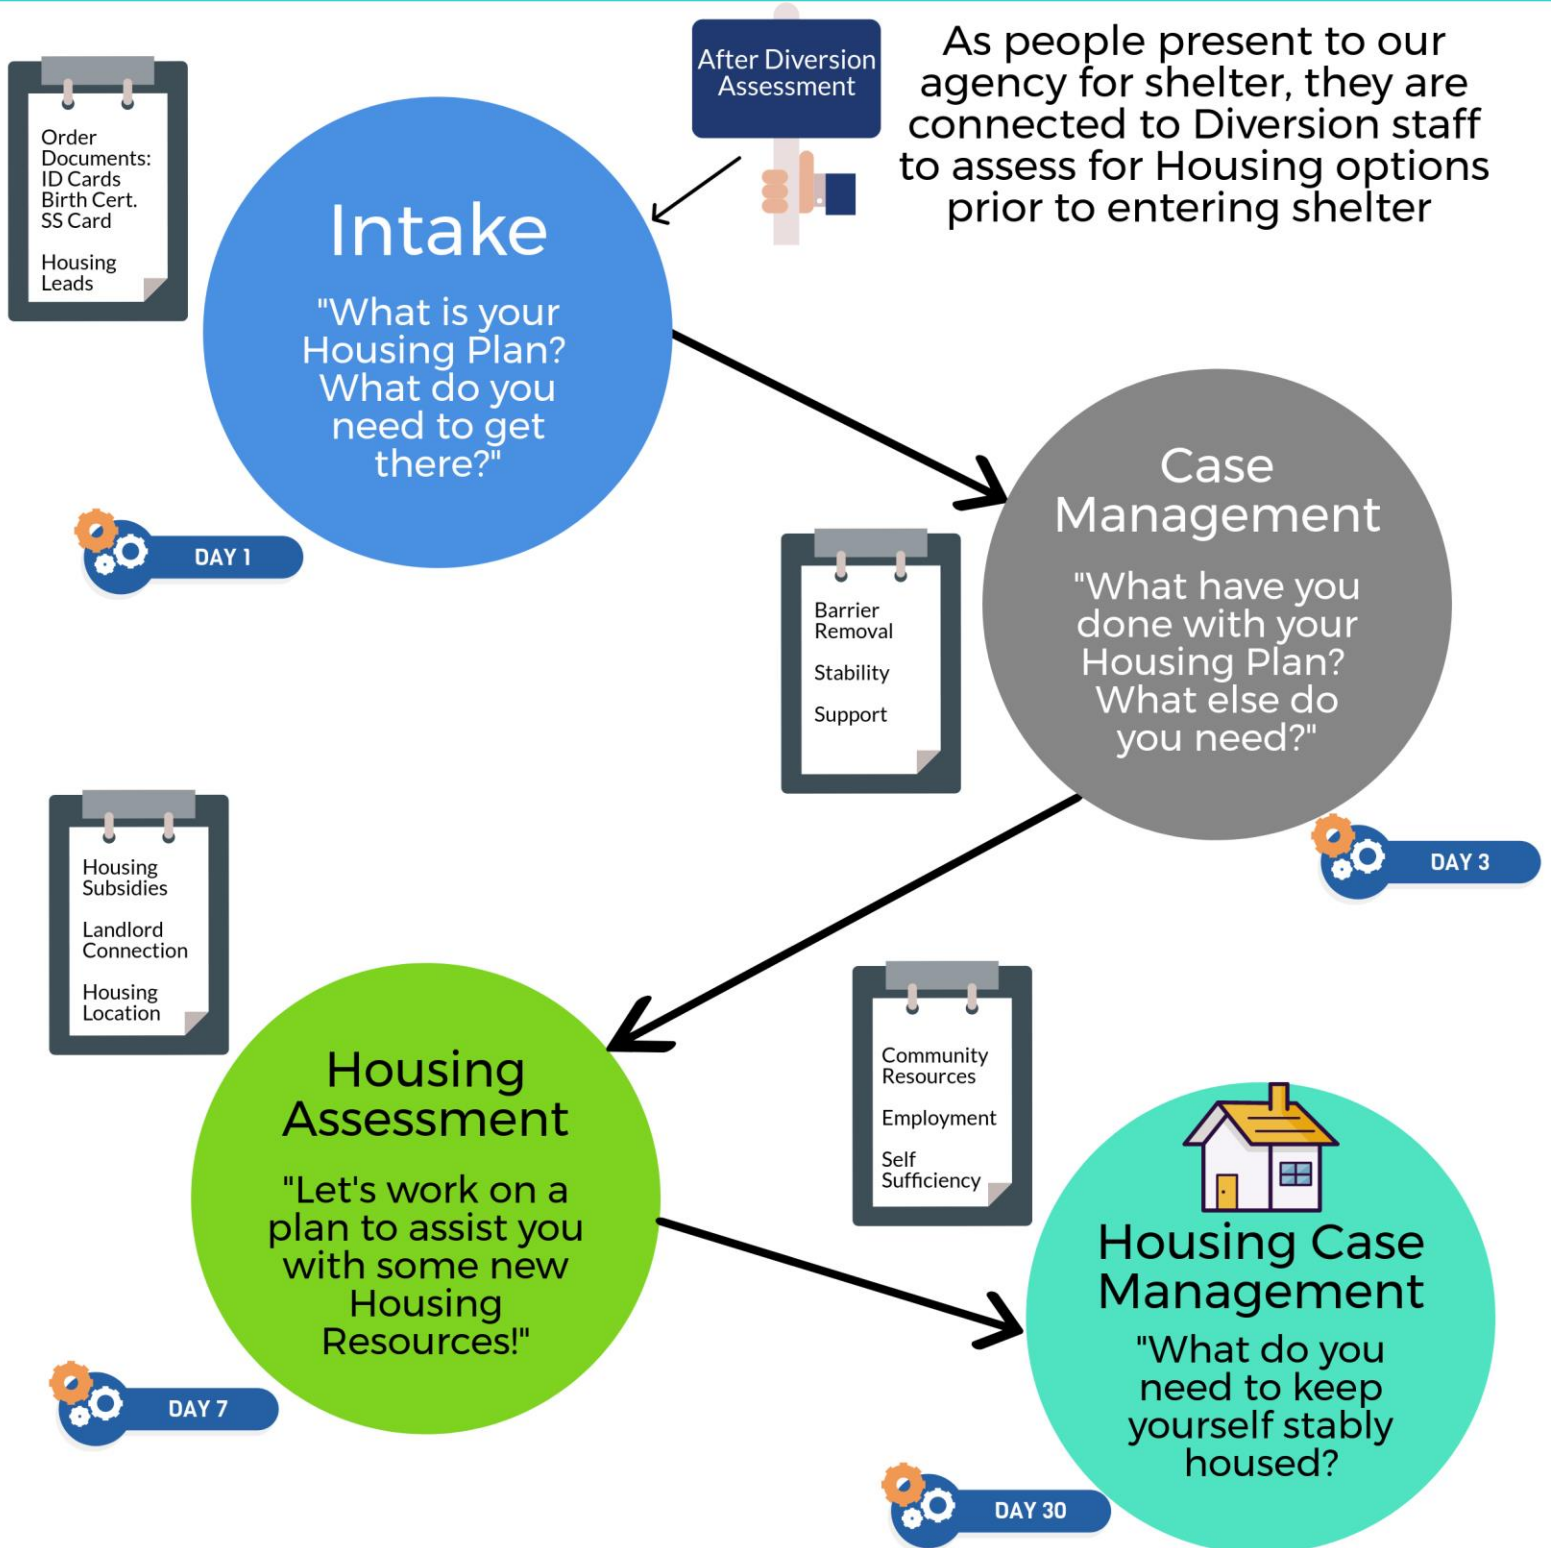 After Diversion
Assessment
As people present to our
agency for shelter, they are
connected to Diversion staff
to assess for Housing options
prior to entering shelter
Order
Documents:
ID Cards
Birth Cert.
SS Card
Housing
Leads
Intake
"What is your
Housing Plan?
What do you
need to get
there?"
DAY 1
Case
Management
"What have you
done with your
Housing Plan?
What else do
you need?"
Barrier
Removal
Stability
Support
DAY 3
Housing
Subsidies
Landlord
Connection
Housing
Location
Housing
Assessment
"Let's work on a
plan to assist you
with some new
Housing
Resources!"
DAY 7
Community
Resources
Employment
Self
Sufficiency
Housing Case
Management
"What do you
need to keep
yourself stably
housed?
DAY 30